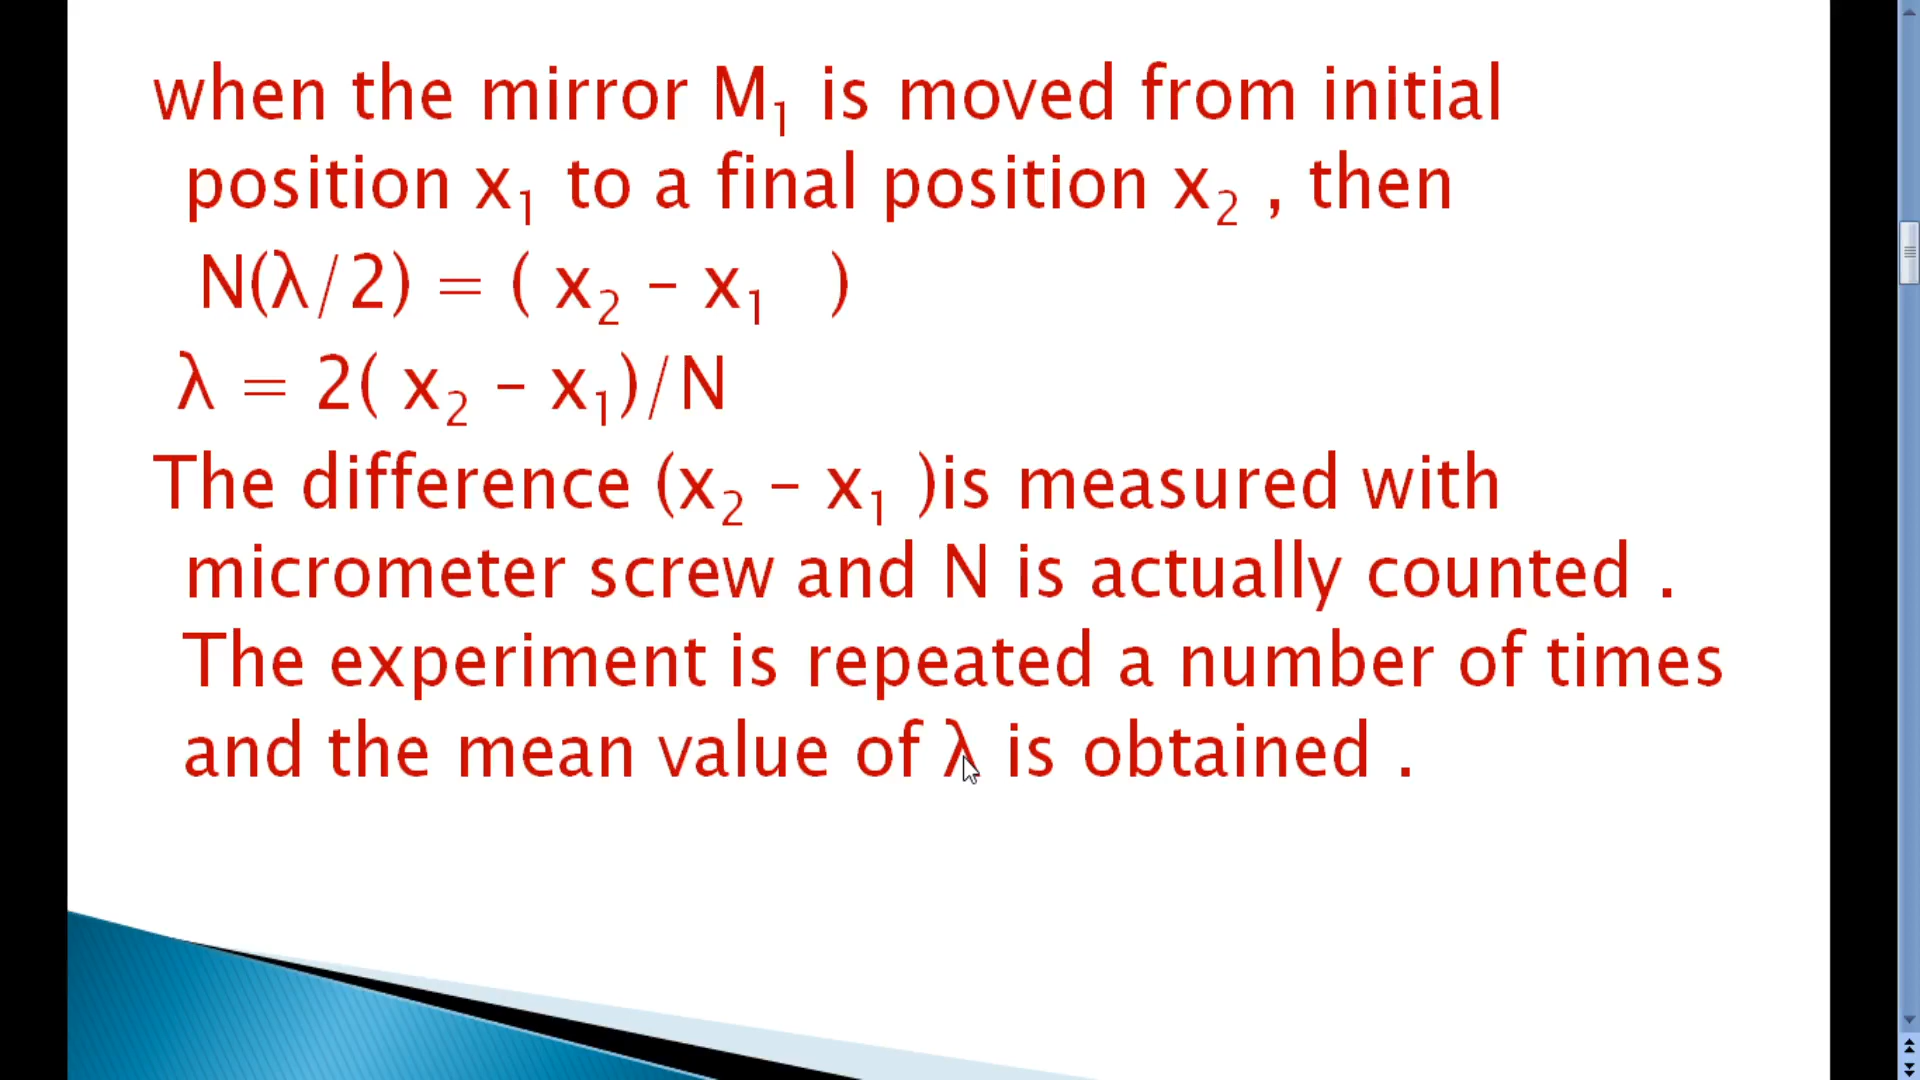 when the mirror M₁ is moved from initial
position x₁ to a final position x₂ , then
N(λ/2) = ( x₂ – x₁ )
λ = 2( x₂ – x₁)/N
The difference (x₂ – x₁ )is measured with
micrometer screw and N is actually counted .
The experiment is repeated a number of times
and the mean value of λ is obtained .